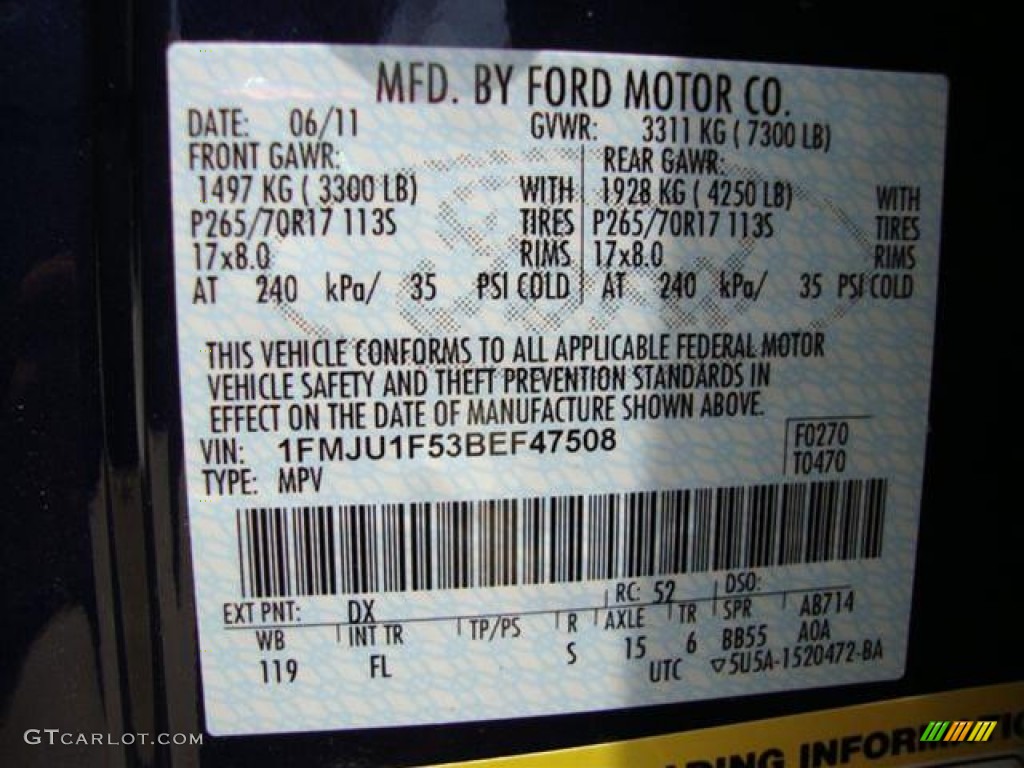 MFD. BY FORD MOTOR CO.
DATE: 06/11 GVWR: 3311 KG ( 7300 LB)
FRONT GAWR: REAR GAWR:
1497 KG ( 3300 LB) WITH 1928 KG ( 4250 LB) WITH
P265/70R17 113S TIRES P265/70R17 113S TIRES
17x8.0 RIMS 17x8.0 RIMS
AT 240 kPa/ 35 PSI COLD AT 240 kPa/ 35 PSI COLD
THIS VEHICLE CONFORMS TO ALL APPLICABLE FEDERAL MOTOR
VEHICLE SAFETY AND THEFT PREVENTION STANDARDS IN
EFFECT ON THE DATE OF MANUFACTURE SHOWN ABOVE.
VIN: 1FMJU1F53BEF47508 F0270
TYPE: MPV T0470
EXT PNT: DX RC: 52 DSO:
WB INT TR TP/PS R AXLE TR SPR AB714
119 FL S 15 6 BB55 A0A
UTC ▽5U5A-1520472-BA
INFORMATION
GTCARLOT.COM